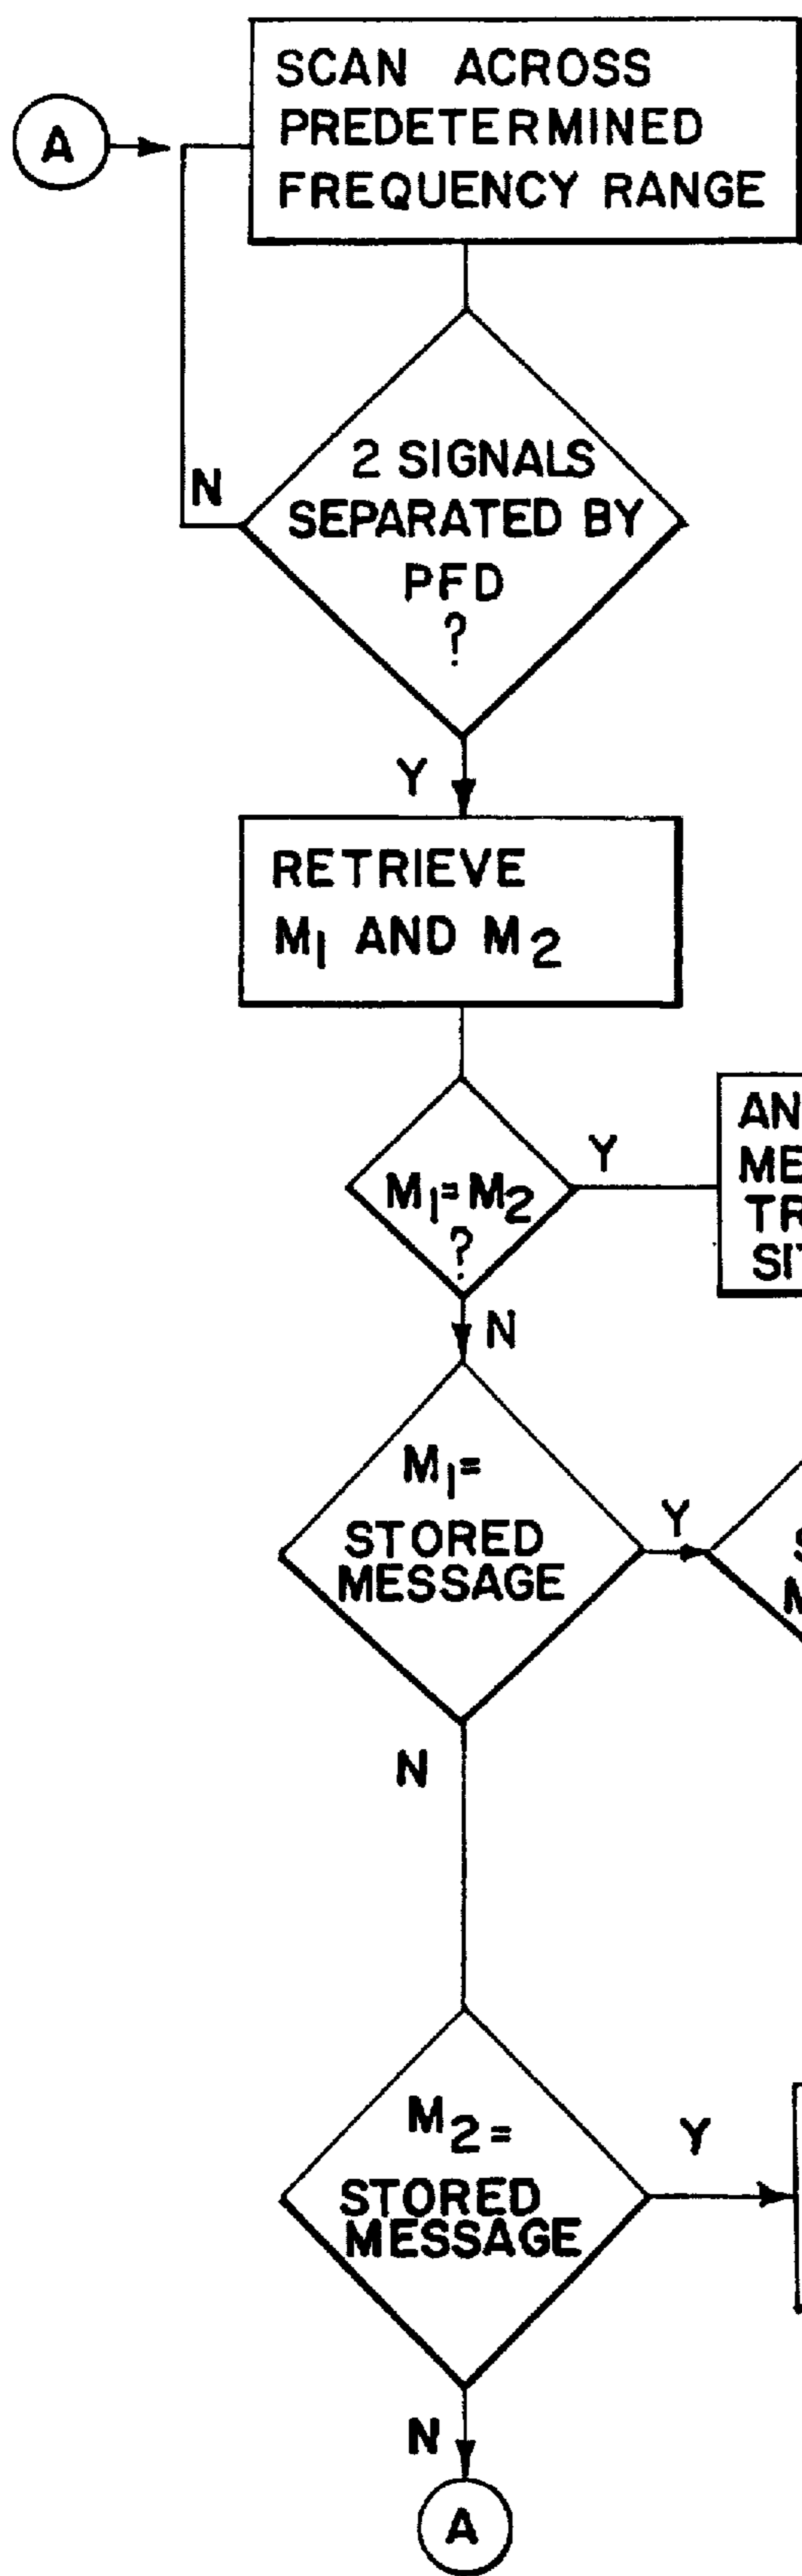 SCAN ACROSS
PREDETERMINED
FREQUENCY RANGE
A
2 SIGNALS
SEPARATED BY
PFD
?
N
Y
RETRIEVE
M1 AND M2
M1=M2
?
Y
N
M1=
STORED
MESSAGE
Y
N
M2=
STORED
MESSAGE
Y
N
A